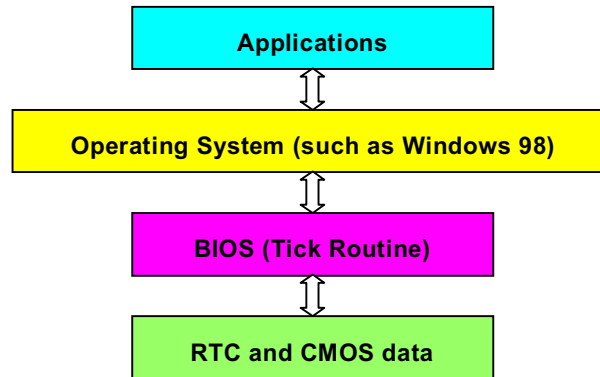 Applications
Operating System (such as Windows 98)
BIOS (Tick Routine)
RTC and CMOS data